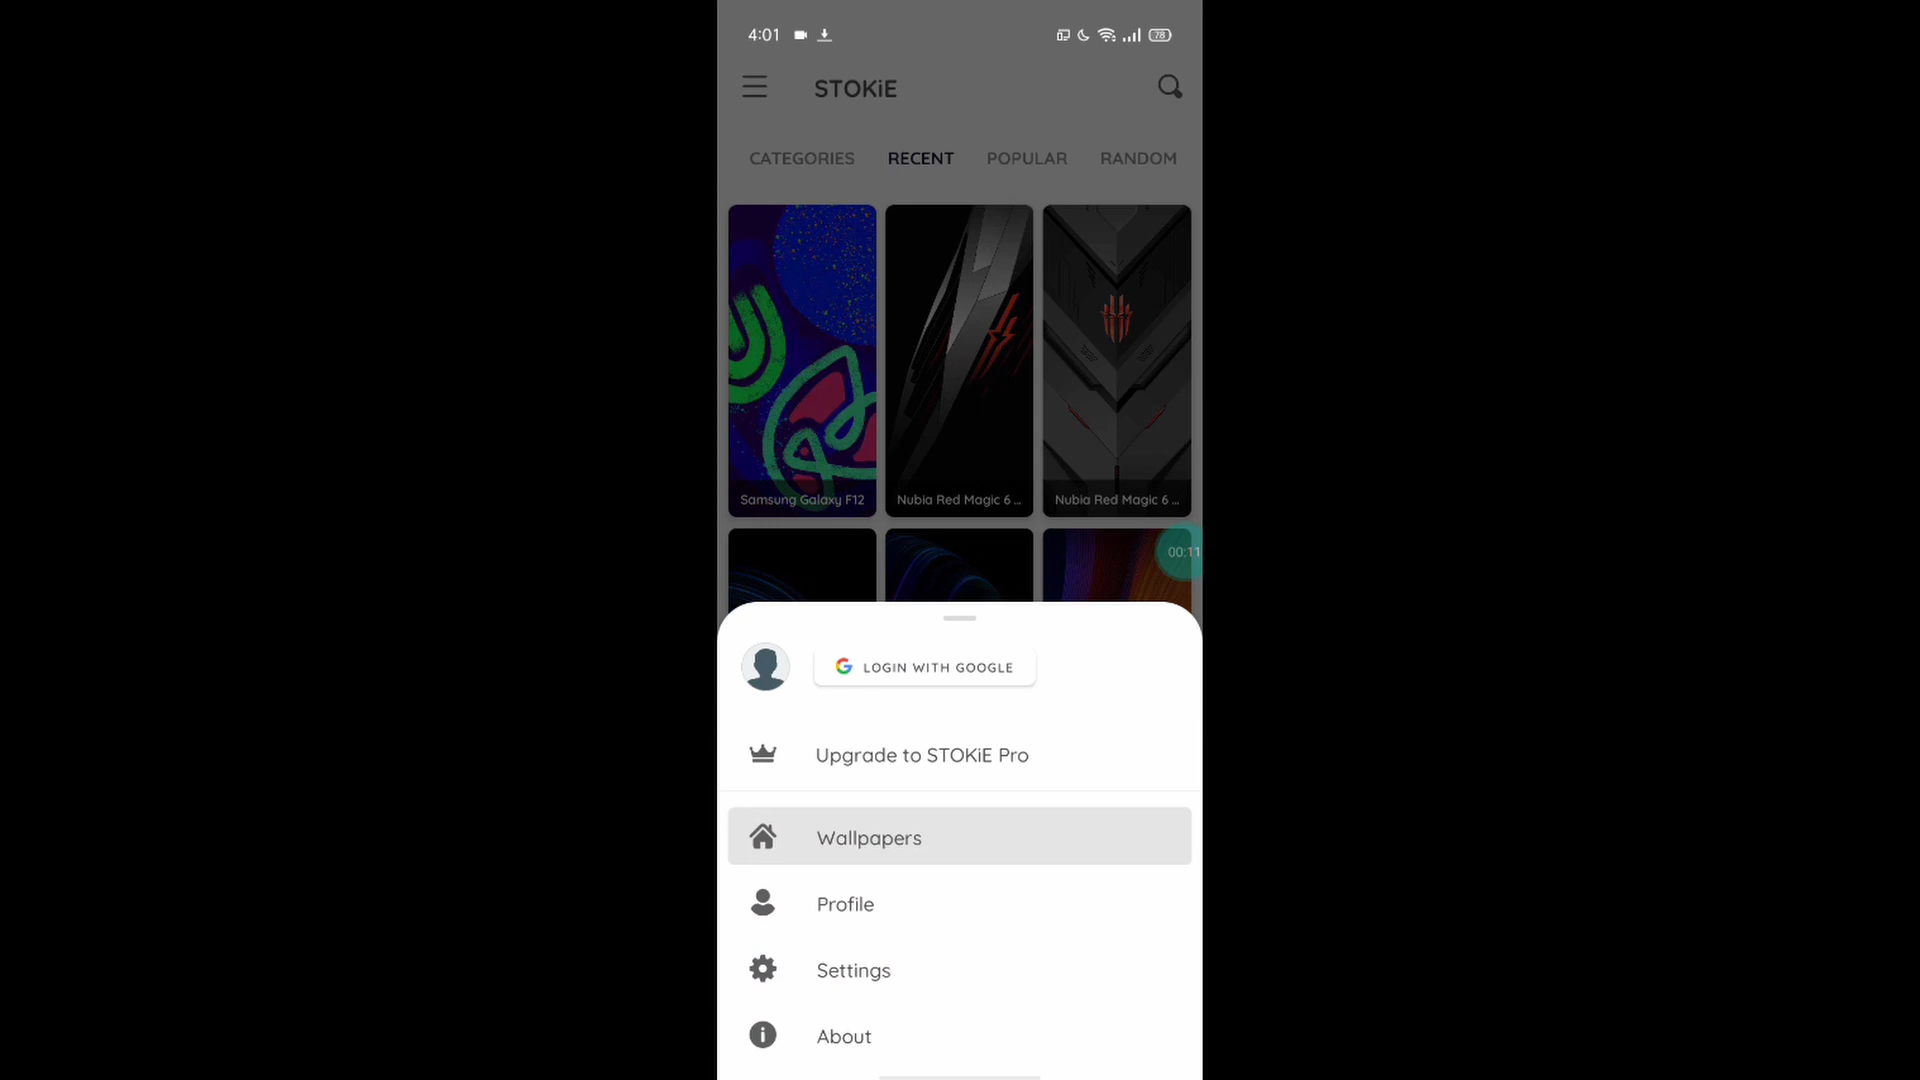 4:01
78
STOKiE
CATEGORIES RECENT POPULAR RANDOM
Samsung Galaxy F12
Nubia Red Magic 6 ...
Nubia Red Magic 6 ...
00:11
LOGIN WITH GOOGLE
Upgrade to STOKiE Pro
Wallpapers
Profile
Settings
About